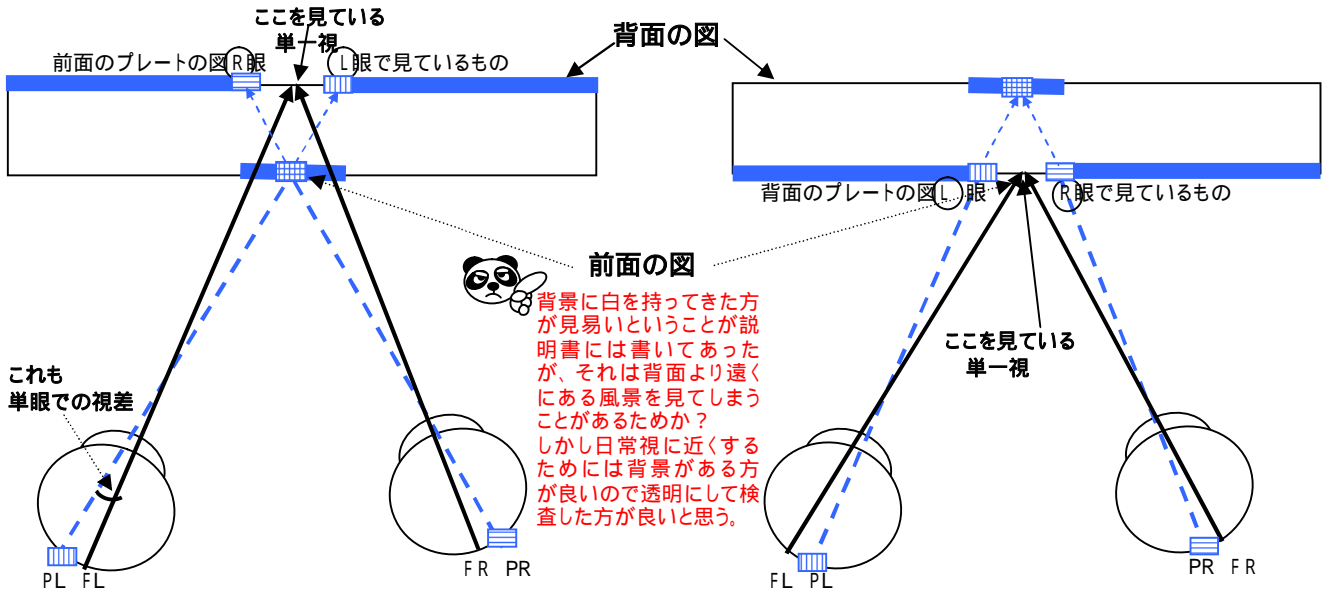 ここを見ている
単一視
前面のプレートの図R眼
L眼で見ているもの
背面の図
背面のプレートの図L 眼
R眼で見ているもの
前面の図
背景に白を持ってきた方
が見易いということが説
明書には書いてあった
が、それは背面より遠く
にある風景を見てしまう
ことがあるためか？
しかし日常視に近くする
ためには背景がある方
が良いので透明にして検
査した方が良いと思う。
ここを見ている
単一視
これも
単眼での視差
PL FL
FR PR
FL PL
PR FR